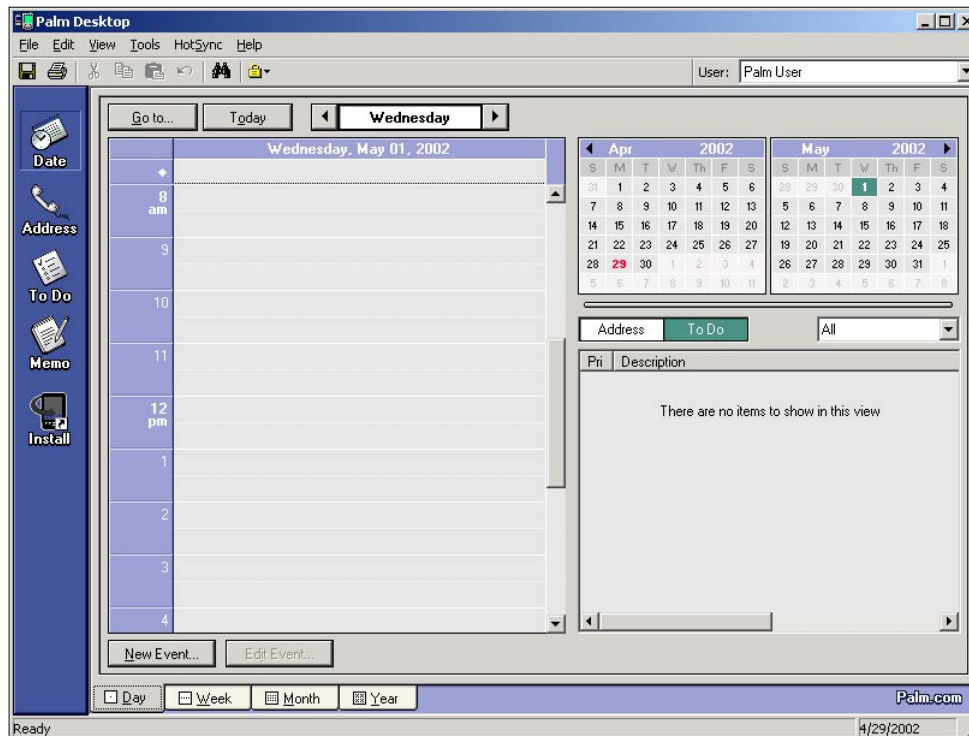 Palm Desktop
File Edit View Tools HotSync Help
User: Palm User
Go to... Today Wednesday
Date
Address
To Do
Memo
Install
Wednesday, May 01, 2002
8 am
9
10
11
12 pm
1
2
3
4
Apr 2002
S M T W Th F S
31 1 2 3 4 5 6
7 8 9 10 11 12 13
14 15 16 17 18 19 20
21 22 23 24 25 26 27
28 29 30 1 2 3 4
5 6 7 8 9 10 11
May 2002
S M T W Th F S
28 29 30 1 2 3 4
5 6 7 8 9 10 11
12 13 14 15 16 17 18
19 20 21 22 23 24 25
26 27 28 29 30 31 1
2 3 4 5 6 7 8
Address To Do All
Pri Description
There are no items to show in this view
New Event... Edit Event...
Day Week Month Year
Palm.com
Ready 4/29/2002